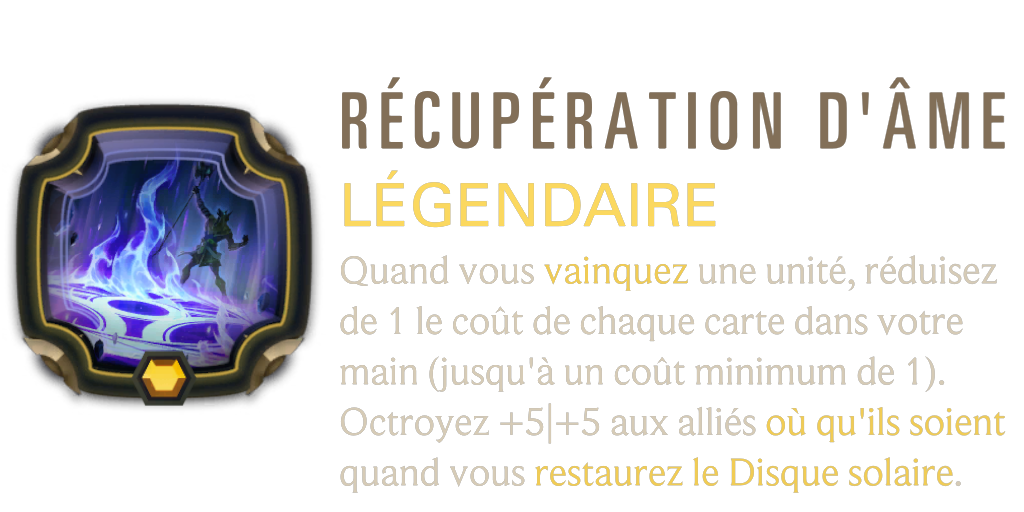 RÉCUPÉRATION D'ÂME
LÉGENDAIRE
Quand vous vainquez une unité, réduisez
de 1 le coût de chaque carte dans votre
main (jusqu'à un coût minimum de 1).
Octroyez +5|+5 aux alliés où qu'ils soient
quand vous restaurez le Disque solaire.